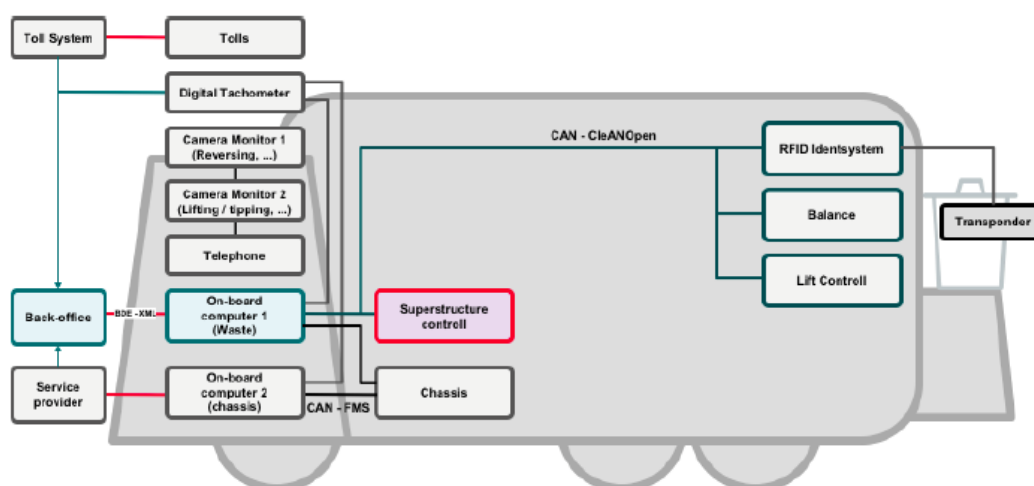 Toll System
Tolls
Digital Tachometer
Camera Monitor 1
(Reversing, ...)
CAN - CleANOpen
RFID Identsystem
Camera Monitor 2
(Lifting / tipping, ...)
Balance
Transponder
Telephone
Lift Controll
Back-office
BDE - XML
On-board
computer 1
(Waste)
Superstructure
controll
Service
provider
On-board
computer 2
(chassis)
CAN - FMS
Chassis